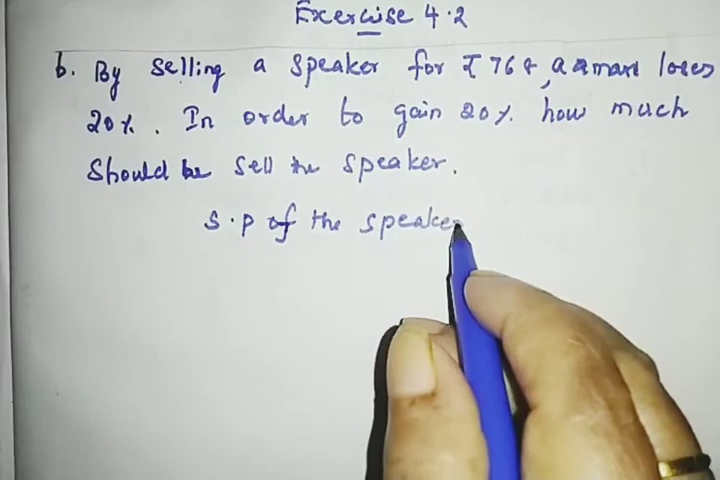 Exercise 4.2
6. By selling a speaker for ₹ 768, a man loses
20%. In order to gain 20%. how much
Should he sell the speaker.
S.P of the speaker